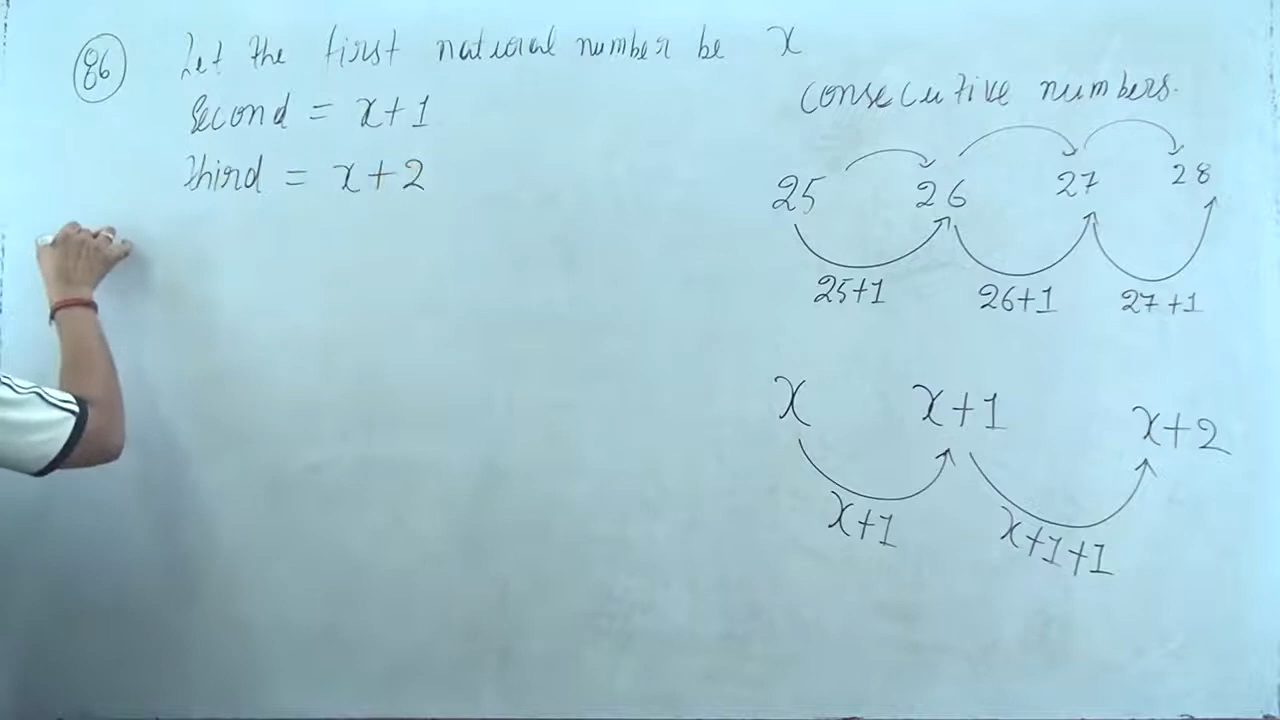 86 Let the first natural number be x
Second = x+1
Third = x+2
consecutive numbers.
25 26 27 28
25+1 26+1 27+1
x x+1 x+2
x+1 x+1+1